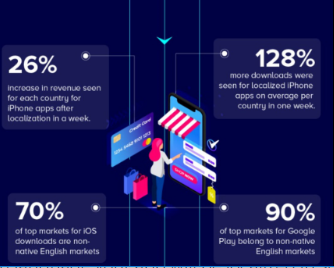 26%
increase in revenue seen
for each country for
iPhone apps after
localization in a week.
128%
more downloads were
seen for localized iPhone
apps on average per
country in one week.
Credit Card
70%
of top markets for iOS
downloads are non-
native English markets
90%
of top markets for Google
Play belong to non-native
English markets